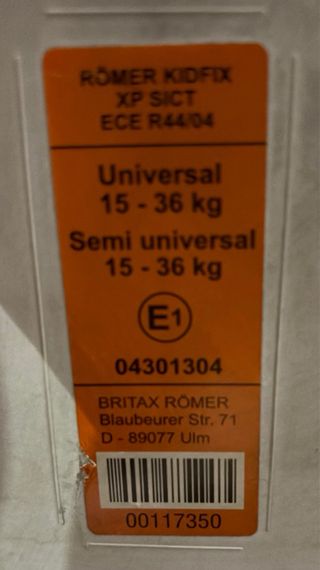 RÖMER KIDFIX
XP SICT
ECE R44/04
Universal
15 - 36 kg
Semi universal
15 - 36 kg
E1
04301304
BRITAX RÖMER
Blaubeurer Str. 71
D - 89077 Ulm
00117350